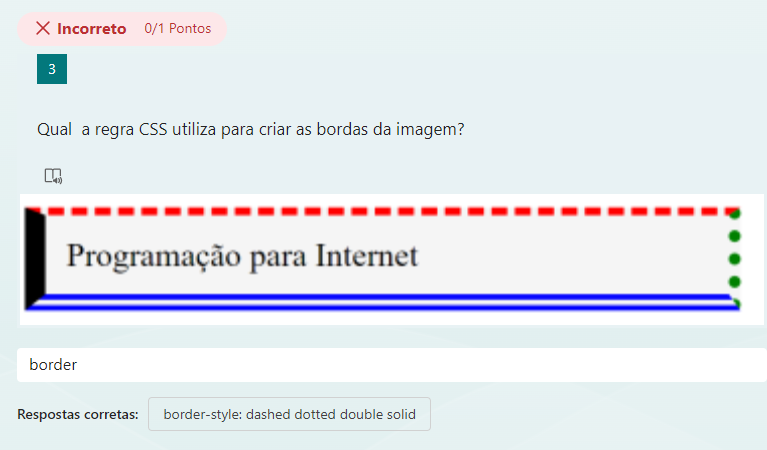 Incorreto 0/1 Pontos
3
Qual a regra CSS utiliza para criar as bordas da imagem?
Programação para Internet
border
Respostas corretas: border-style: dashed dotted double solid